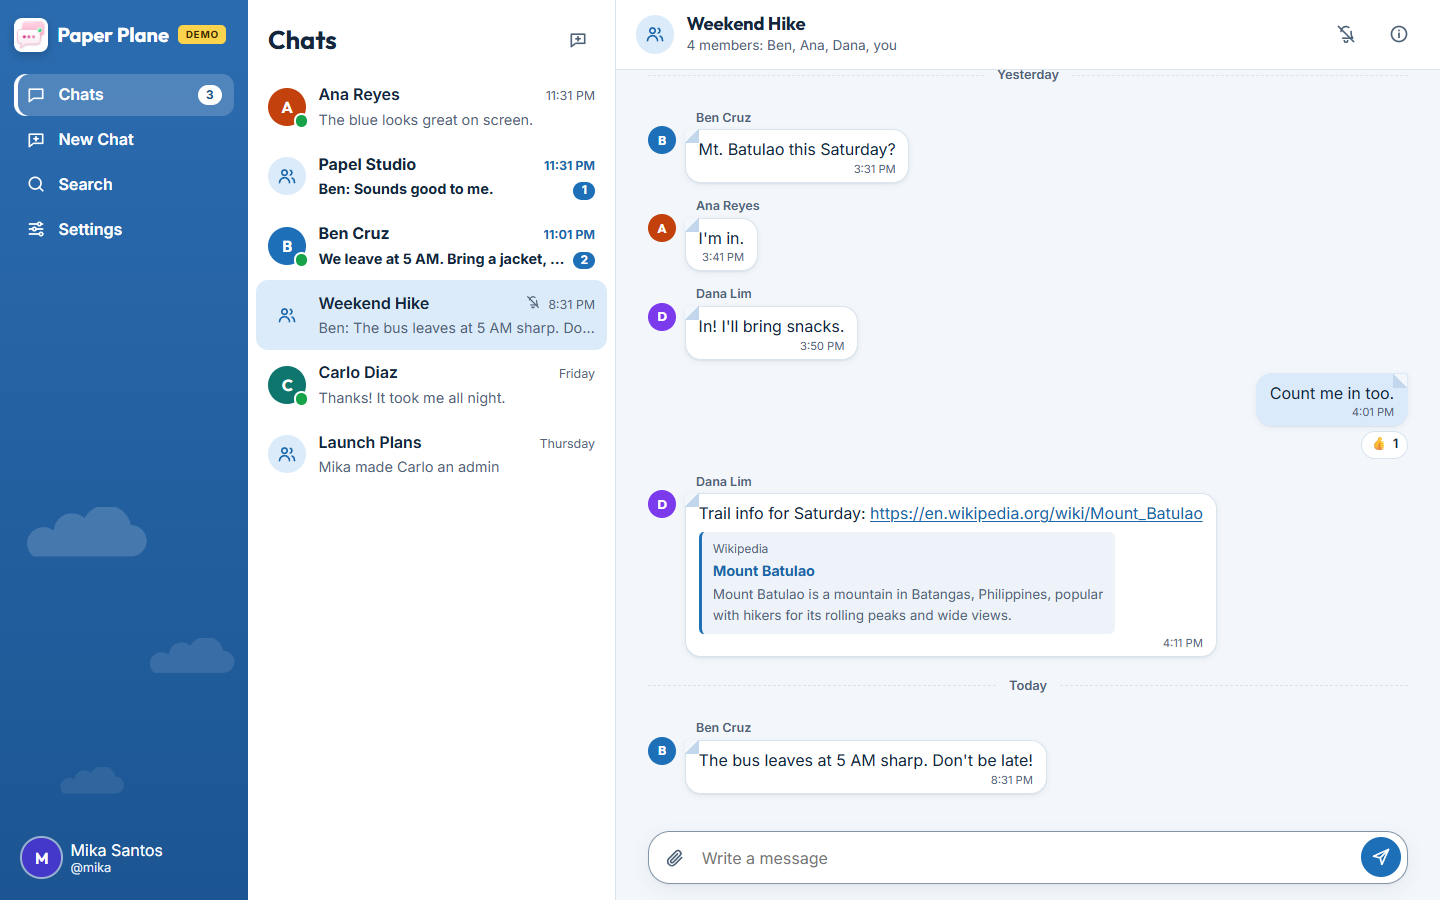 Paper Plane DEMO
Chats 3
New Chat
Search
Settings
M
Mika Santos
@mika
Chats
A
Ana Reyes 11:31 PM
The blue looks great on screen.
Papel Studio 11:31 PM
Ben: Sounds good to me. 1
B
Ben Cruz 11:01 PM
We leave at 5 AM. Bring a jacket, ... 2
Weekend Hike 8:31 PM
Ben: The bus leaves at 5 AM sharp. Do...
C
Carlo Diaz Friday
Thanks! It took me all night.
Launch Plans Thursday
Mika made Carlo an admin
Weekend Hike
4 members: Ben, Ana, Dana, you
Yesterday
Ben Cruz
B
Mt. Batulao this Saturday?
3:31 PM
Ana Reyes
A
I'm in.
3:41 PM
Dana Lim
D
In! I'll bring snacks.
3:50 PM
Count me in too.
4:01 PM
👍 1
Dana Lim
D
Trail info for Saturday: https://en.wikipedia.org/wiki/Mount_Batulao
Wikipedia
Mount Batulao
Mount Batulao is a mountain in Batangas, Philippines, popular
with hikers for its rolling peaks and wide views.
4:11 PM
Today
Ben Cruz
B
The bus leaves at 5 AM sharp. Don't be late!
8:31 PM
Write a message